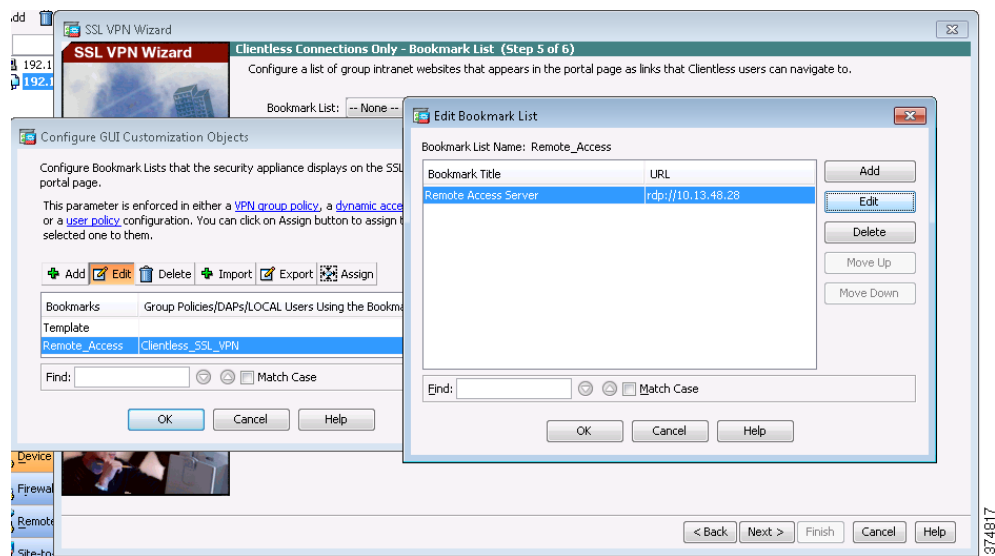 dd
SSL VPN Wizard
SSL VPN Wizard
Clientless Connections Only - Bookmark List (Step 5 of 6)
192.1
192.1
Configure a list of group intranet websites that appears in the portal page as links that Clientless users can navigate to.
Bookmark List: -- None --
Configure GUI Customization Objects
Configure Bookmark Lists that the security appliance displays on the SSL
portal page.
This parameter is enforced in either a VPN group policy, a dynamic acce
or a user policy configuration. You can click on Assign button to assign t
selected one to them.
Add Edit Delete Import Export Assign
Bookmarks Group Policies/DAPs/LOCAL Users Using the Bookma
Template
Remote_Access Clientless_SSL_VPN
Find: Match Case
OK Cancel Help
Edit Bookmark List
Bookmark List Name: Remote_Access
Bookmark Title URL
Remote Access Server rdp://10.13.48.28
Add
Edit
Delete
Move Up
Move Down
Find: Match Case
OK Cancel Help
Device
Firewal
Remote
Site-to-
< Back Next > Finish Cancel Help
374817